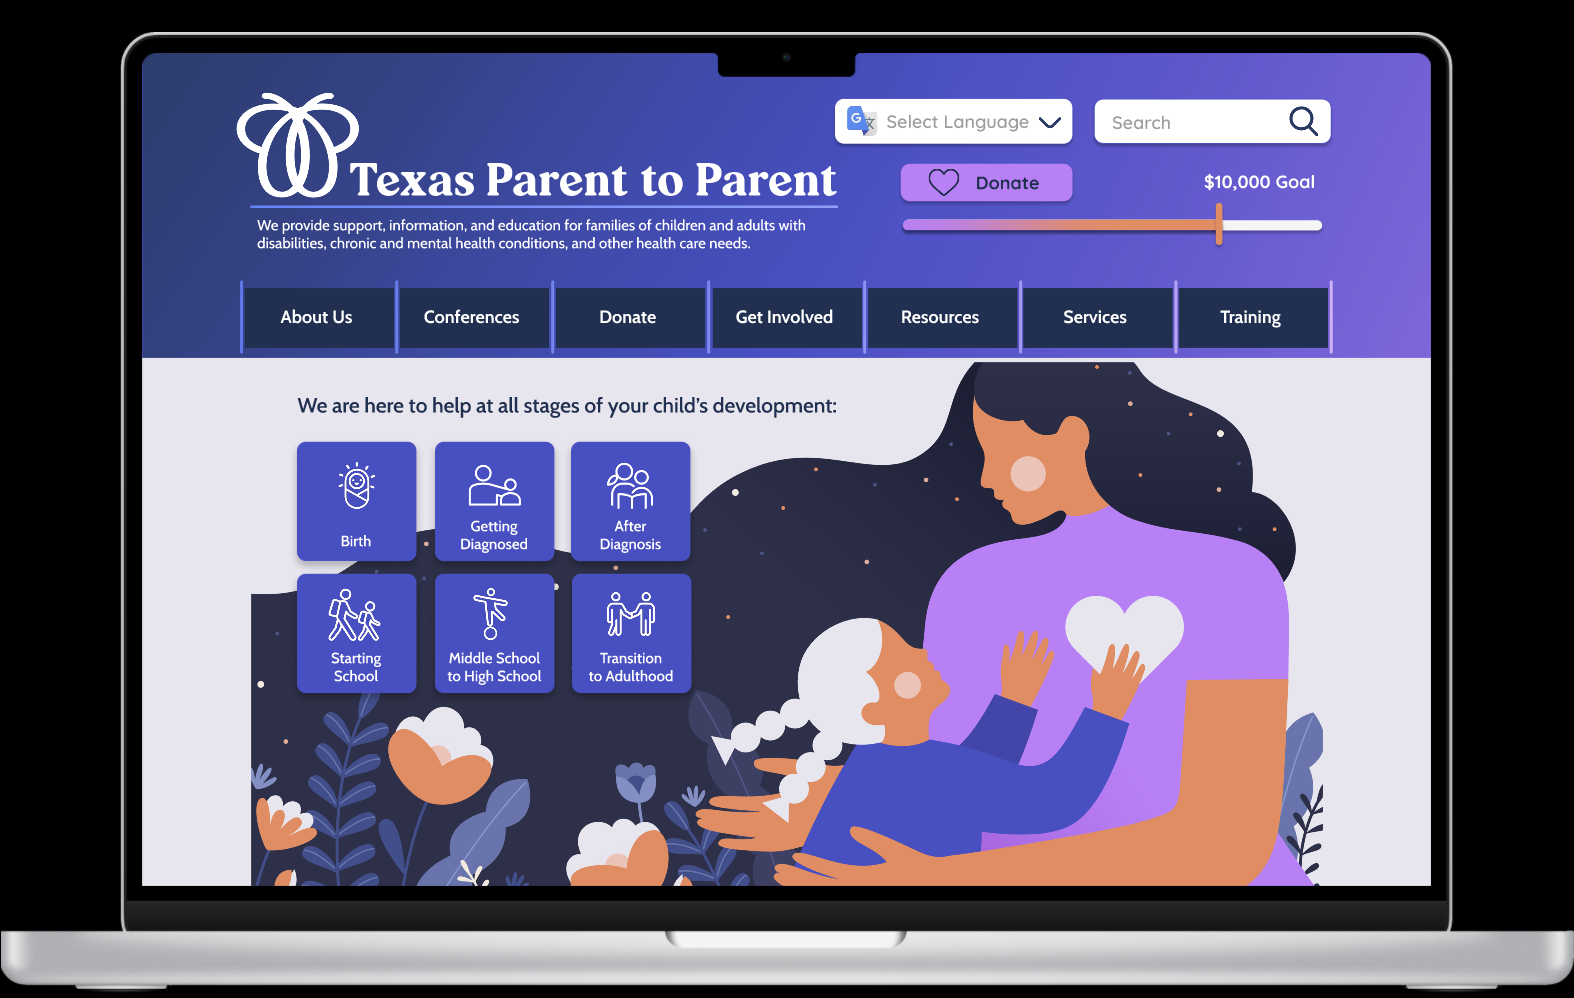 Texas Parent to Parent
We provide support, information, and education for families of children and adults with
disabilities, chronic and mental health conditions, and other health care needs.
G 文
Select Language
Search
Donate
$10,000 Goal
About Us
Conferences
Donate
Get Involved
Resources
Services
Training
We are here to help at all stages of your child's development:
Birth
Getting
Diagnosed
After
Diagnosis
Starting
School
Middle School
to High School
Transition
to Adulthood